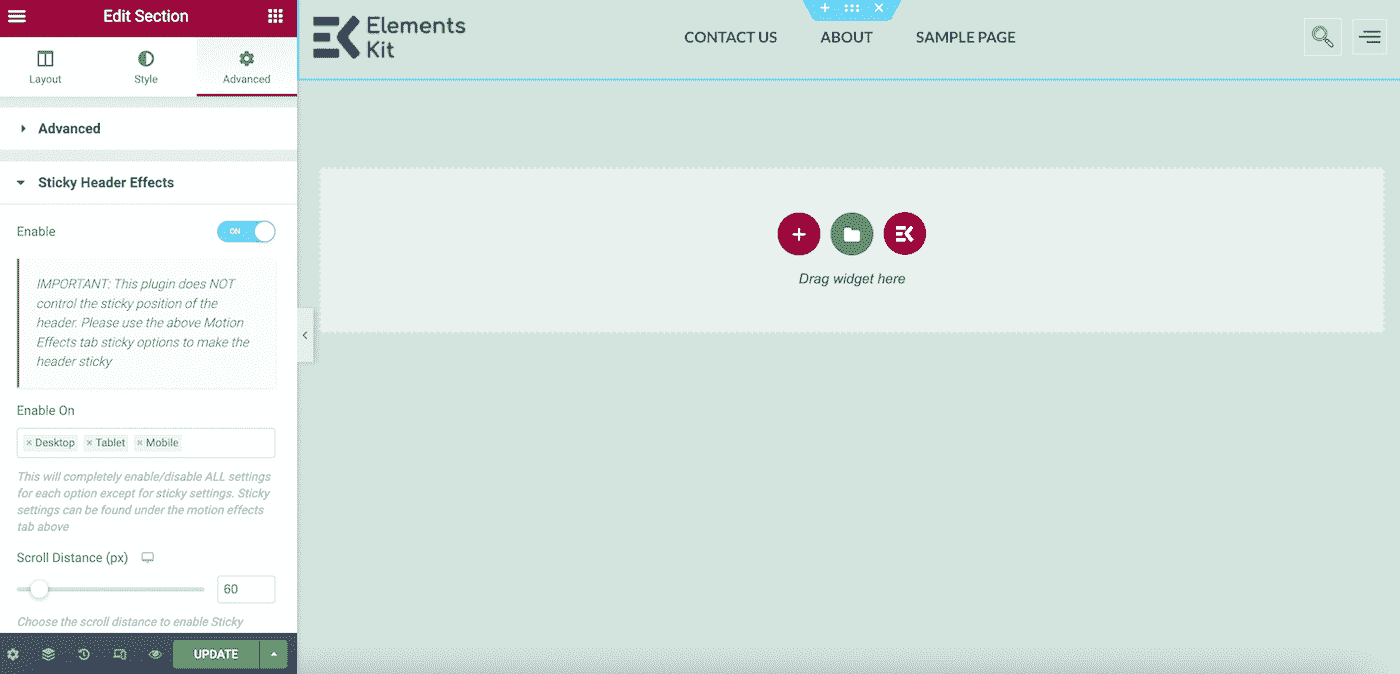 Edit Section
Layout
Style
Advanced
Advanced
Sticky Header Effects
Enable
ON
IMPORTANT: This plugin does NOT
control the sticky position of the
header. Please use the above Motion
Effects tab sticky options to make the
header sticky
Enable On
× Desktop × Tablet × Mobile
This will completely enable/disable ALL settings
for each option except for sticky settings. Sticky
settings can be found under the motion effects
tab above
Scroll Distance (px)
60
Choose the scroll distance to enable Sticky
UPDATE
Elements
Kit
CONTACT US
ABOUT
SAMPLE PAGE
Drag widget here